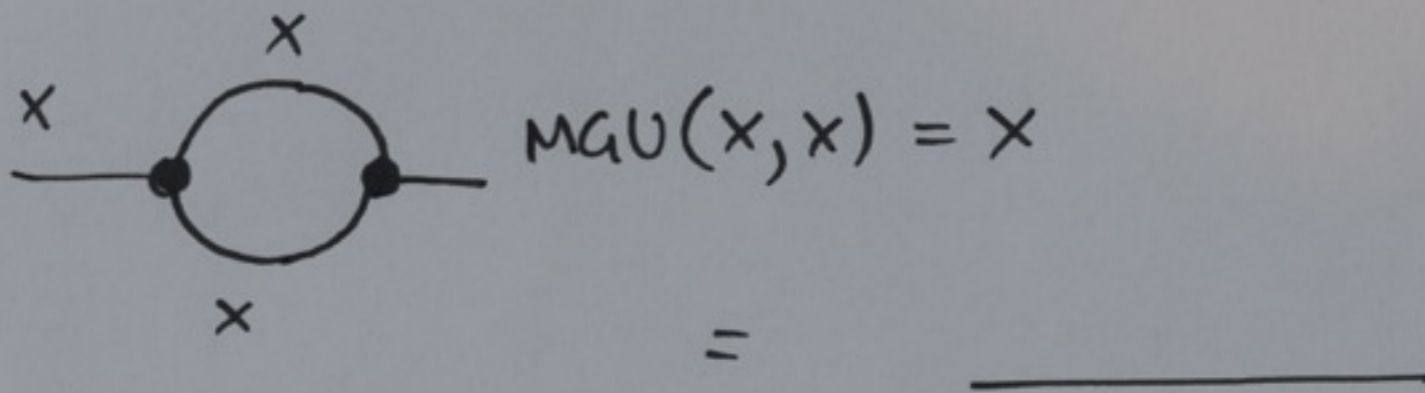 x
x
MGU(x,x) = x
x
=